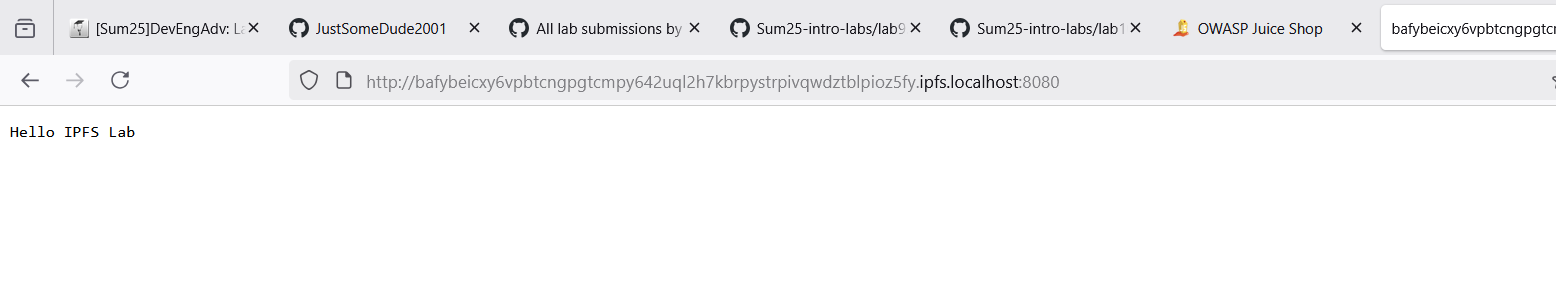 [Sum25]DevEngAdv: La
JustSomeDude2001
All lab submissions by
Sum25-intro-labs/lab9
Sum25-intro-labs/lab1
OWASP Juice Shop
bafybeicxy6vpbtcngpgtcm
http://bafybeicxy6vpbtcngpgtcmpy642uql2h7kbrpystrpivqwdztblpioz5fy.ipfs.localhost:8080
Hello IPFS Lab